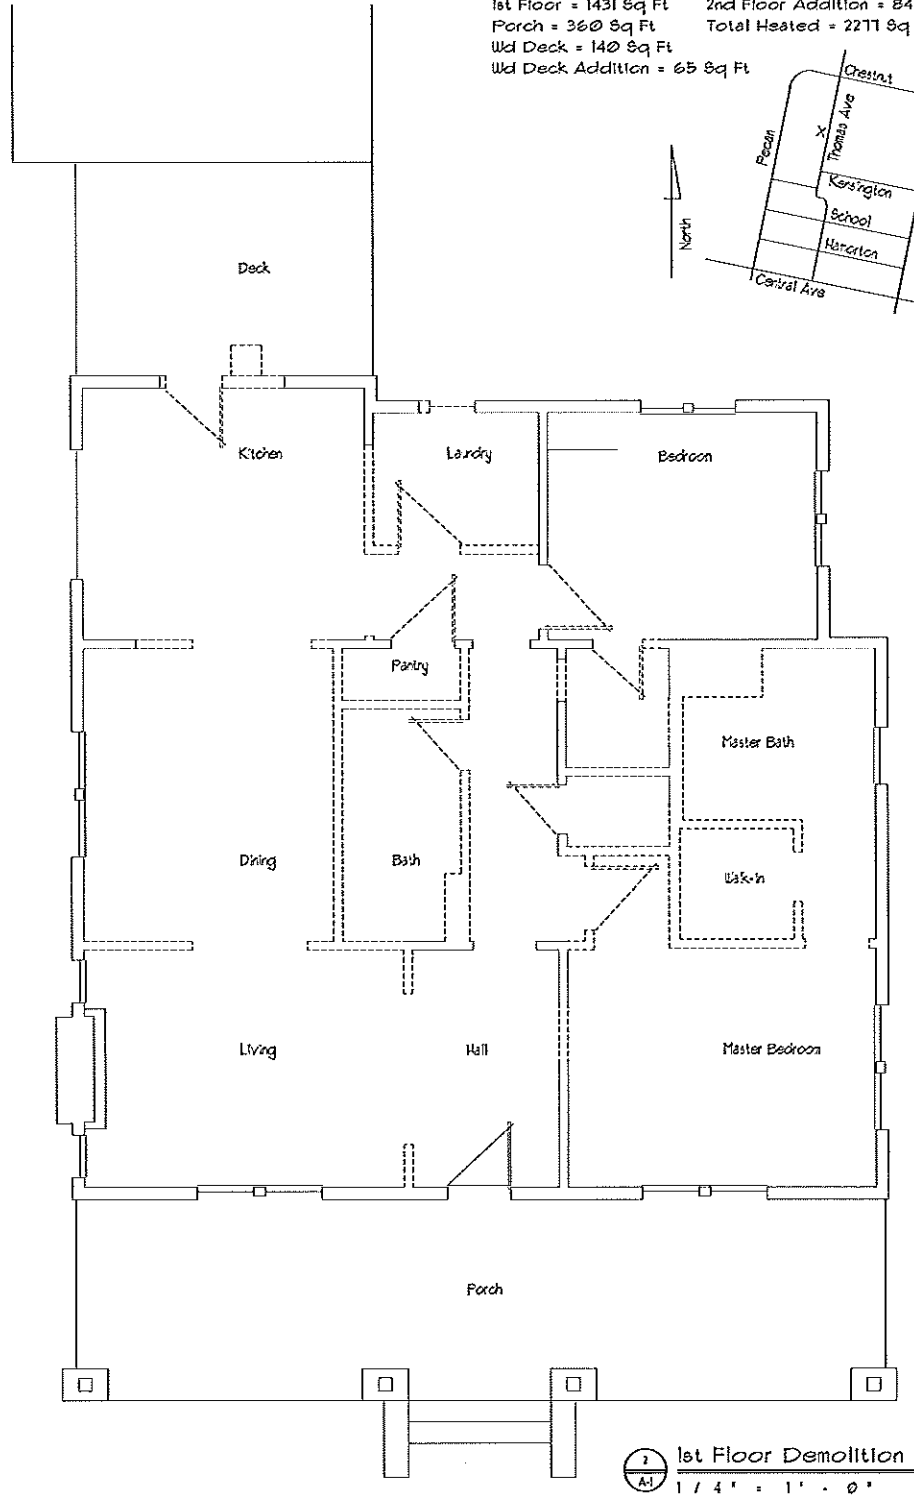 1st Floor = 1431 Sq Ft
2nd Floor Addition = 84
Porch = 360 Sq Ft
Total Heated = 2277 Sq
Wd Deck = 140 Sq Ft
Wd Deck Addition = 65 Sq Ft
Chestnut
Thomas Ave
X
Pecan
Kensington
School
North
Central Ave
Deck
Kitchen
Laundry
Bedroom
Pantry
Master Bath
Dining
Bath
Walk-in
Living
Hall
Master Bedroom
Porch
2
A-1
1st Floor Demolition
1/4" = 1'-0"